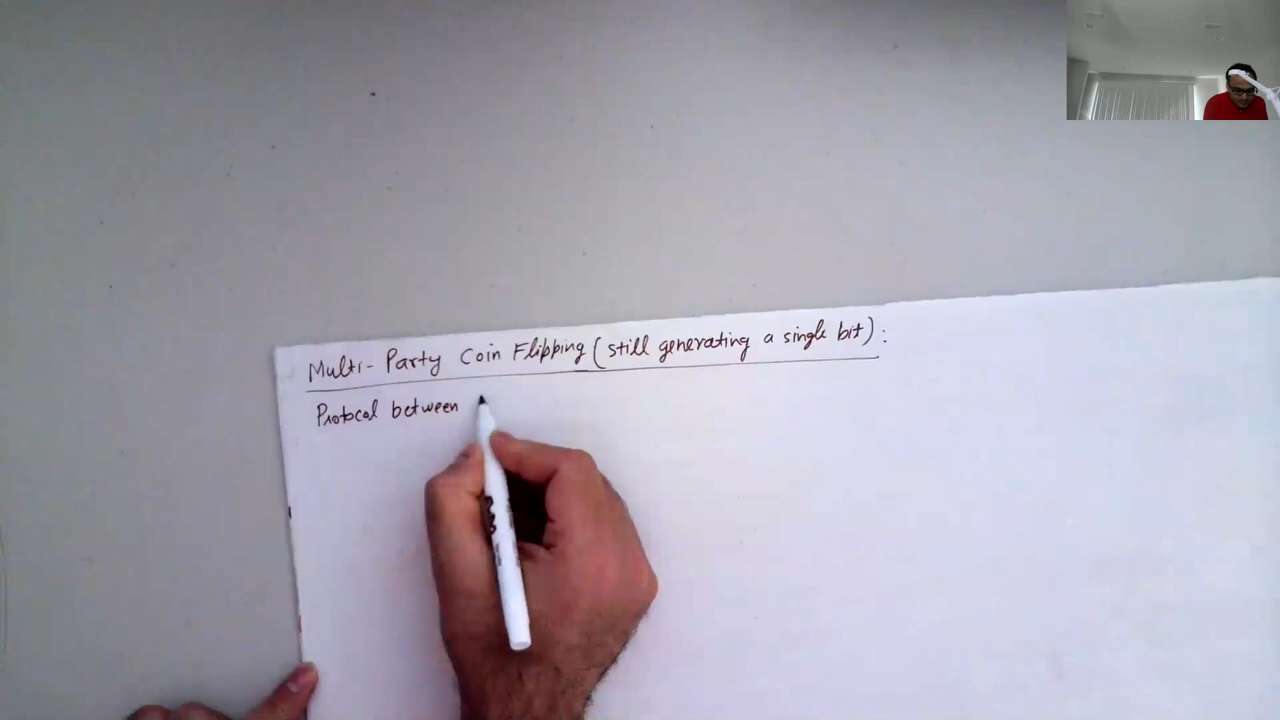 Multi-Party Coin Flipping (still generating a single bit):
Protocol between